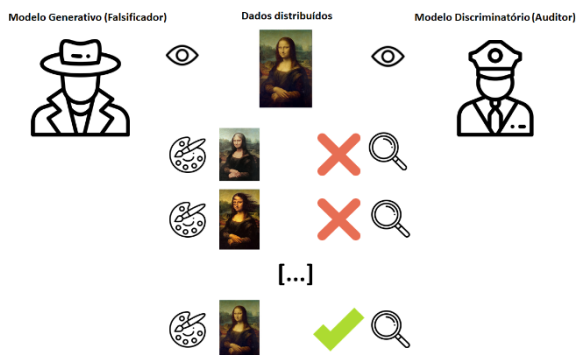 Modelo Generativo (Falsificador)
Dados distribuídos
Modelo Discriminatório (Auditor)
[...]